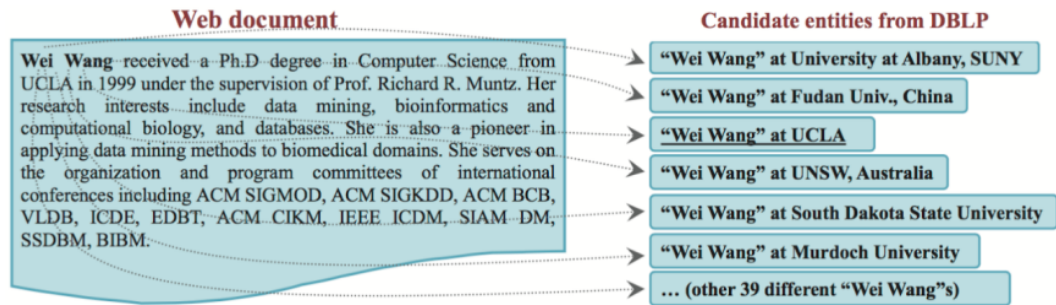 Web document
Wei Wang received a Ph.D degree in Computer Science from
UCLA in 1999 under the supervision of Prof. Richard R. Muntz. Her
research interests include data mining, bioinformatics and
computational biology, and databases. She is also a pioneer in
applying data mining methods to biomedical domains. She serves on
the organization and program committees of international
conferences including ACM SIGMOD, ACM SIGKDD, ACM BCB,
VLDB, ICDE, EDBT, ACM CIKM, IEEE ICDM, SIAM DM,
SSDBM, BIBM.
Candidate entities from DBLP
“Wei Wang” at University at Albany, SUNY
“Wei Wang” at Fudan Univ., China
“Wei Wang” at UCLA
“Wei Wang” at UNSW, Australia
“Wei Wang” at South Dakota State University
“Wei Wang” at Murdoch University
... (other 39 different “Wei Wang”s)